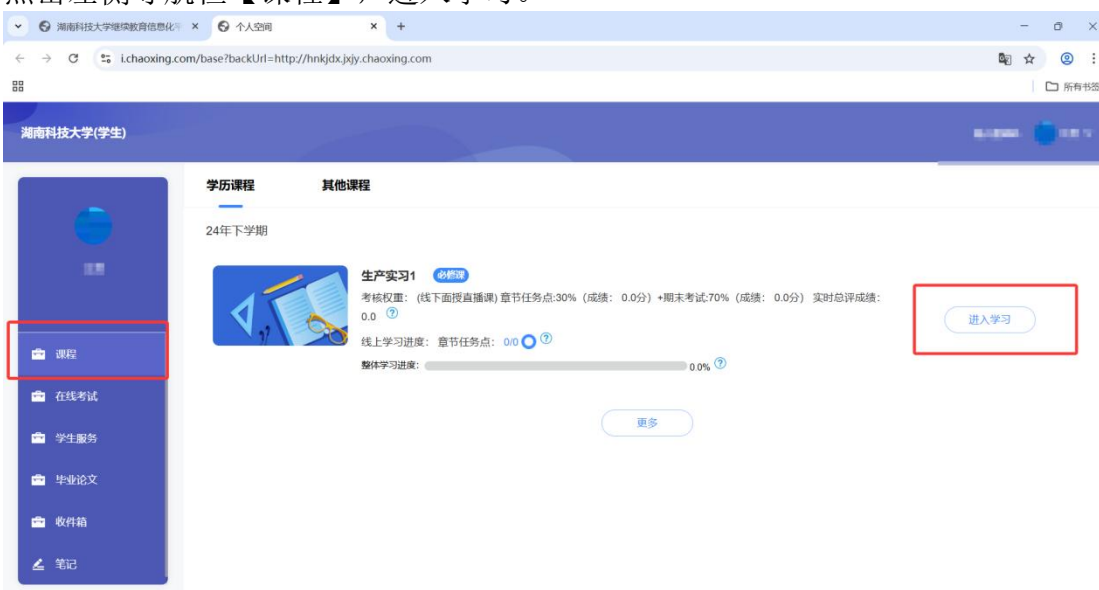 点击左侧导航栏【课程】，进入学习。
湖南科技大学继续教育信息化平
个人空间
i.chaoxing.com/base?backUrl=http://hnkjdx.jxjy.chaoxing.com
所有书签
湖南科技大学(学生)
学历课程 其他课程
24年下学期
生产实习1 必修课
考核权重： (线下面授直播课) 章节任务点:30% (成绩： 0.0分) +期末考试:70% (成绩： 0.0分) 实时总评成绩：
0.0
进入学习
线上学习进度： 章节任务点： 0/0
整体学习进度： 0.0%
更多
课程
在线考试
学生服务
毕业论文
收件箱
笔记